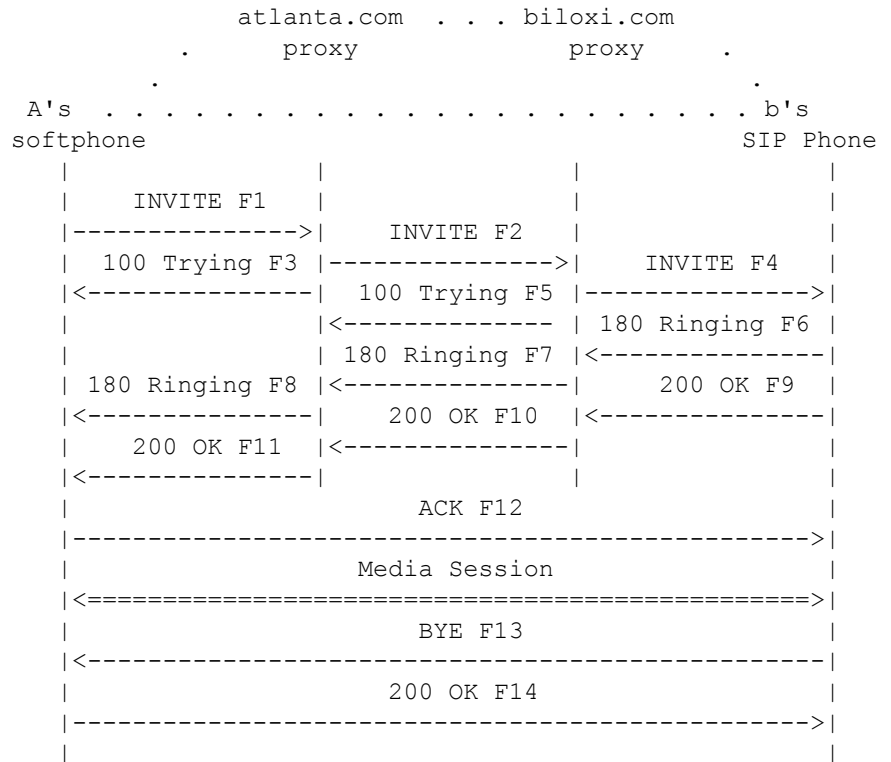 atlanta.com . . . biloxi.com
. proxy proxy .
. .
A's . . . . . . . . . . . . . . . . . . . . . . b's
softphone SIP Phone
| | | |
| INVITE F1 | | |
|--------------->| INVITE F2 | |
| 100 Trying F3 |--------------->| INVITE F4 |
|<---------------| 100 Trying F5 |--------------->|
| |<-------------- | 180 Ringing F6 |
| | 180 Ringing F7 |<---------------|
| 180 Ringing F8 |<---------------| 200 OK F9 |
|<---------------| 200 OK F10 |<---------------|
| 200 OK F11 |<---------------| |
|<---------------| | |
| ACK F12 |
|------------------------------------------------->|
| Media Session |
|<================================================>|
| BYE F13 |
|<-------------------------------------------------|
| 200 OK F14 |
|------------------------------------------------->|
| |